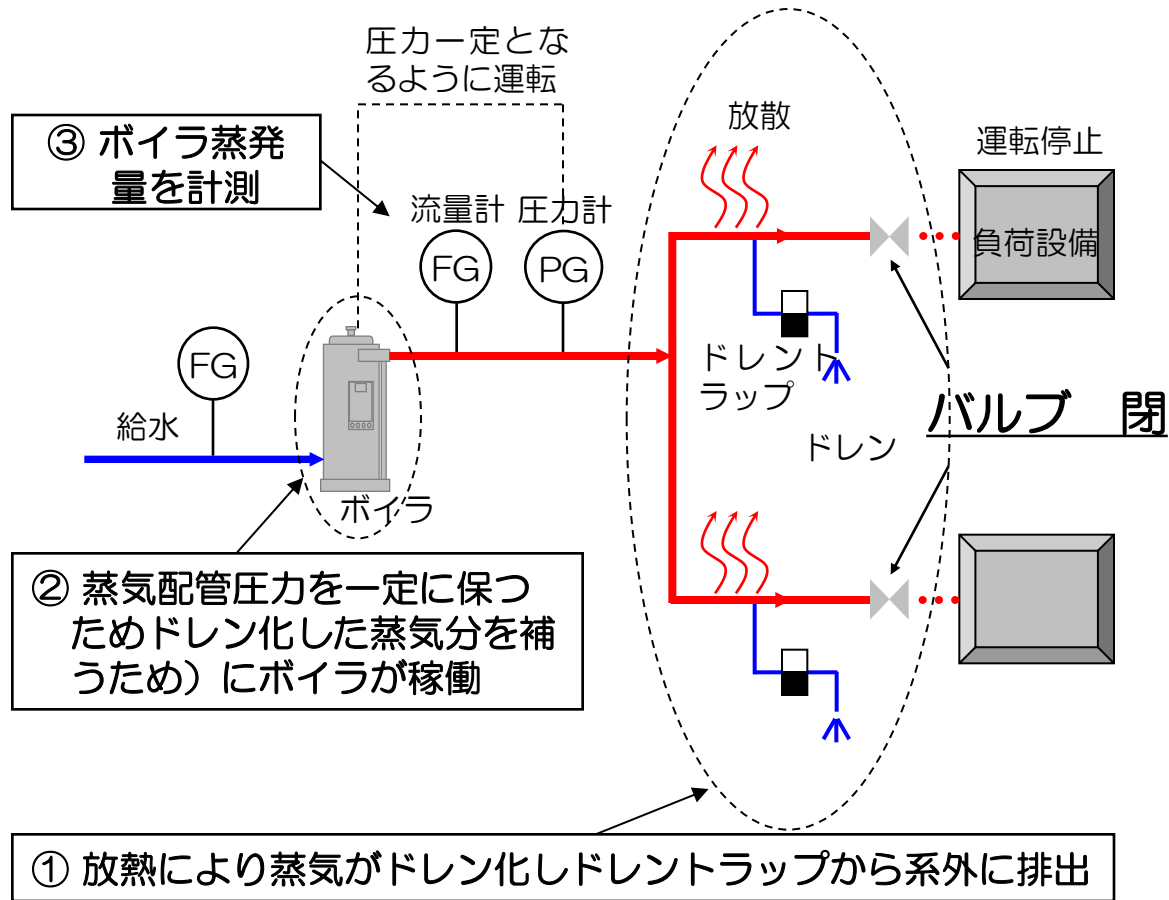 圧力一定とな
るように運転
③ ボイラ蒸発
量を計測
流量計
圧力計
FG
PG
放散
運転停止
負荷設備
FG
給水
ボイラ
ドレント
ラップ
ドレン
バルブ 閉
② 蒸気配管圧力を一定に保つ
ためドレン化した蒸気分を補
うため）にボイラが稼働
① 放熱により蒸気がドレン化しドレントラップから系外に排出